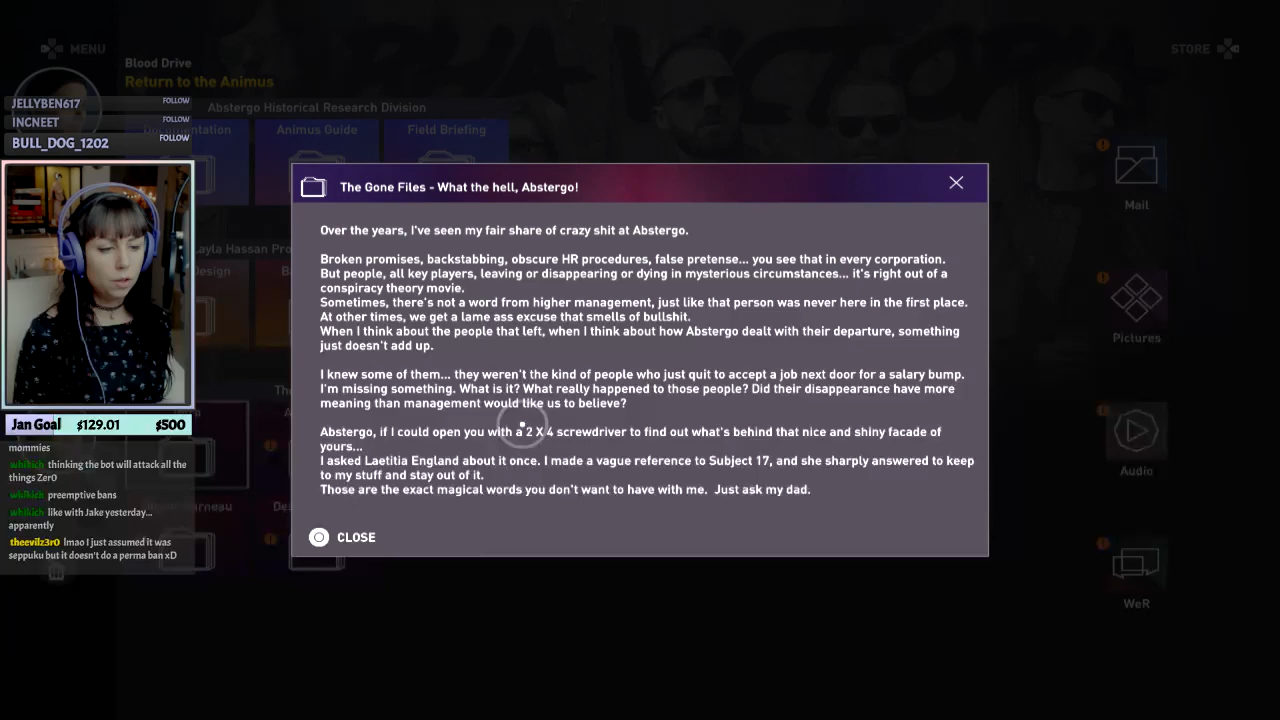 MENU
STORE
Blood Drive
Return to the Animus
Abstergo Historical Research Division
JELLYBEN617 FOLLOW
INCNEET FOLLOW
BULL_DOG_1202 FOLLOW
Animus Guide
Field Briefing
The Gone Files - What the hell, Abstergo!
Over the years, I've seen my fair share of crazy shit at Abstergo.
Broken promises, backstabbing, obscure HR procedures, false pretense... you see that in every corporation.
But people, all key players, leaving or disappearing or dying in mysterious circumstances... it's right out of a
conspiracy theory movie.
Sometimes, there's not a word from higher management, just like that person was never here in the first place.
At other times, we get a lame ass excuse that smells of bullshit.
When I think about the people that left, when I think about how Abstergo dealt with their departure, something
just doesn't add up.
I knew some of them... they weren't the kind of people who just quit to accept a job next door for a salary bump.
I'm missing something. What is it? What really happened to those people? Did their disappearance have more
meaning than management would like us to believe?
Abstergo, if I could open you with a 2 X 4 screwdriver to find out what's behind that nice and shiny facade of
yours...
I asked Laetitia England about it once. I made a vague reference to Subject 17, and she sharply answered to keep
to my stuff and stay out of it.
Those are the exact magical words you don't want to have with me. Just ask my dad.
CLOSE
Mail
Pictures
Audio
WeR
Layla Hassan
Design
Jan Goal $129.01 $500
mommies
whikich thinking the bot will attack all the
things Zer0
whikich preemptive bans
whikich like with Jake yesterday...
apparently
theevilz3r0 lmao I just assumed it was
seppuku but it doesn't do a perma ban xD